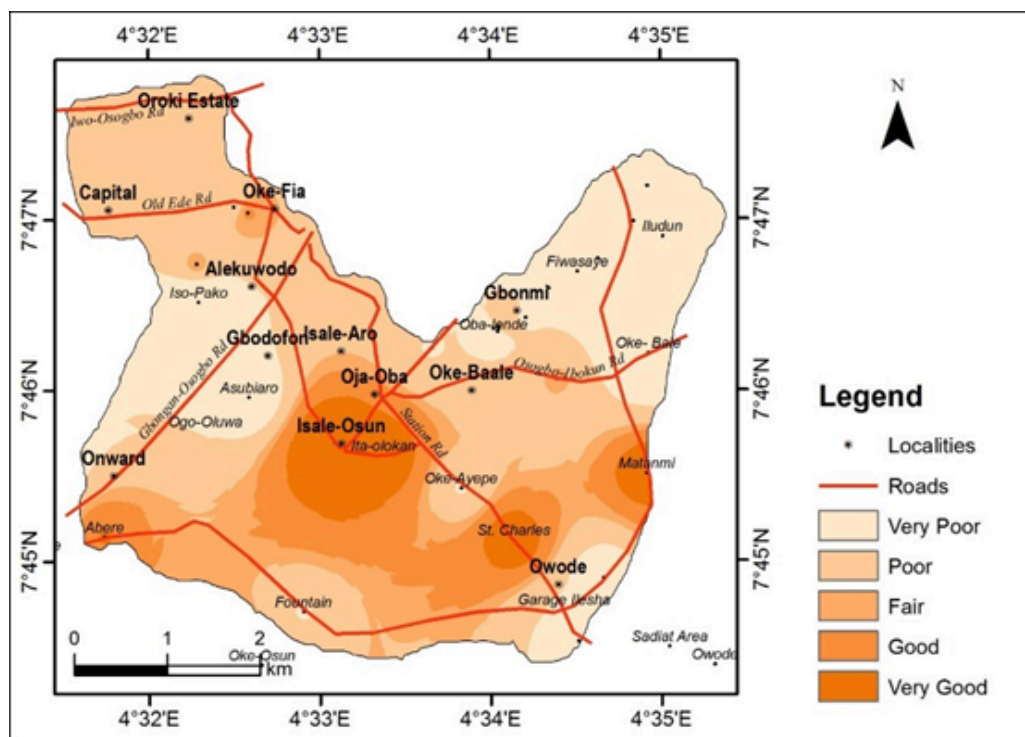 4°32'E 4°33'E 4°34'E 4°35'E
Oroki Estate
Iwo-Osogbo Rd
Capital
Oke-Fia
Old Ede Rd
7°47'N
7°47'N
Iludun
Alekuwodo
Fiwasaye
Iso-Pako
Gbonmi
Oba-Iende
Gbodofon
Isale-Aro
Oke- Bale
Osogbo-Ibokun Rd
Gbongan-Osogbo Rd
Oja-Oba
Oke-Baale
7°46'N
7°46'N
Asubiaro
Ogo-Oluwa
Isale-Osun
Ita-olokan
Station Rd
Onward
Matanmi
Oke-Ayepe
Abere
St. Charles
e
7°45'N
7°45'N
Owode
Fountain
Garage Ilesha
Sadiat Area
Oke-Osun
Owode
0 1 2
km
4°32'E 4°33'E 4°34'E 4°35'E
N
Legend
Localities
Roads
Very Poor
Poor
Fair
Good
Very Good